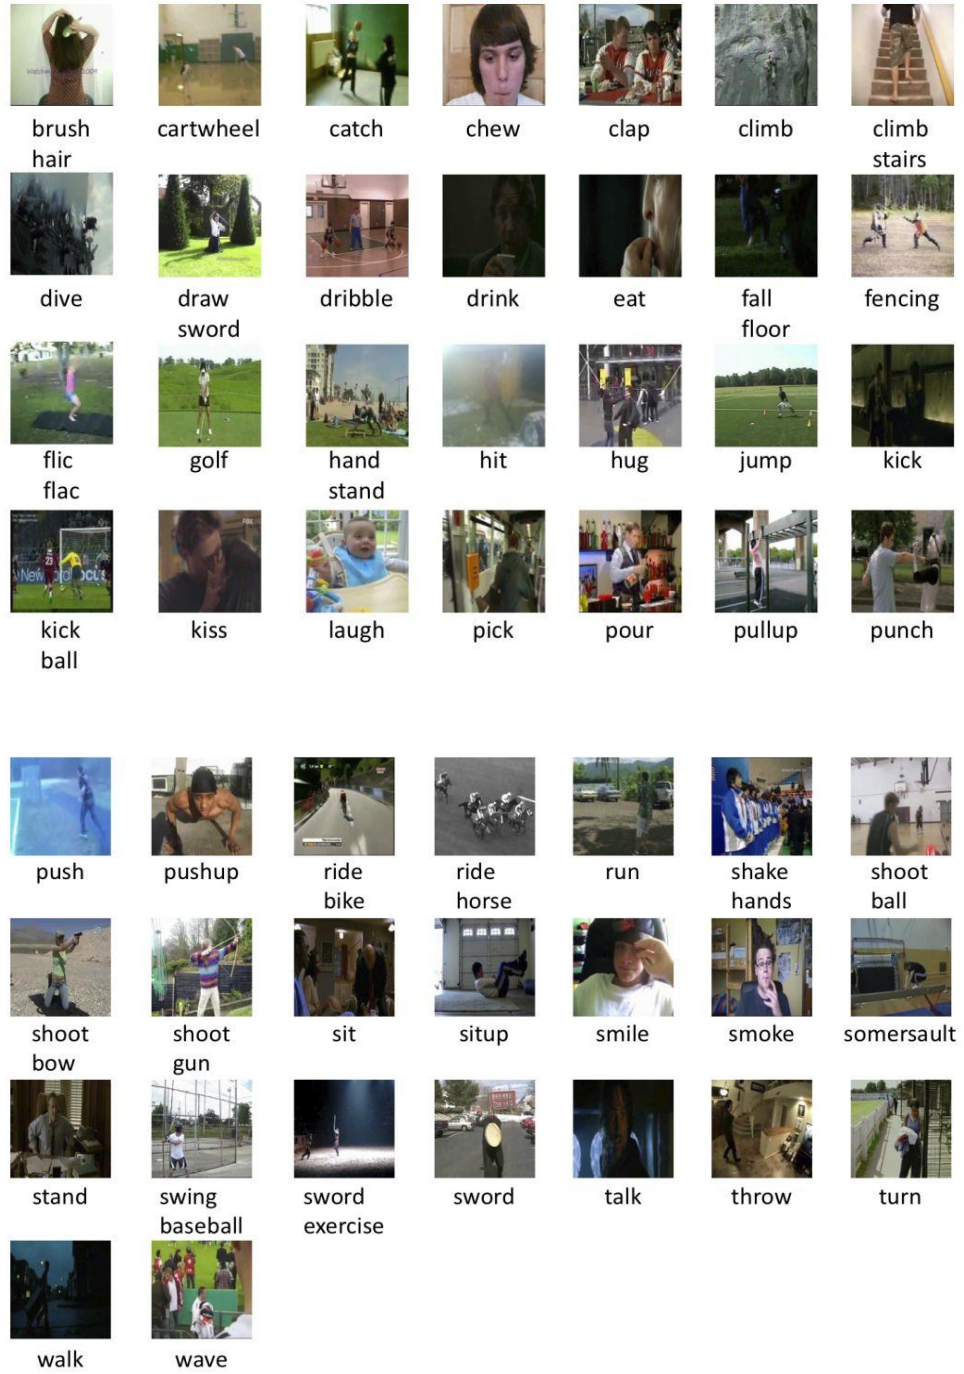 brush cartwheel catch chew clap climb climb
hair stairs
dive draw dribble drink eat fall fencing
sword floor
flic golf hand hit hug jump kick
flac stand
kick kiss laugh pick pour pullup punch
ball
push pushup ride ride run shake shoot
bike horse hands ball
shoot shoot sit situp smile smoke somersault
bow gun
stand swing sword sword talk throw turn
baseball exercise
walk wave